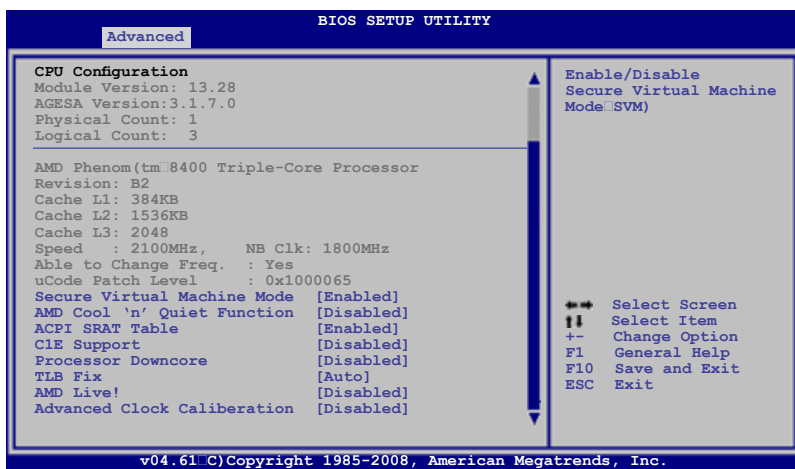 BIOS SETUP UTILITY
Advanced
CPU Configuration
Module Version: 13.28
AGESA Version:3.1.7.0
Physical Count: 1
Logical Count: 3
AMD Phenom(tm□8400 Triple-Core Processor
Revision: B2
Cache L1: 384KB
Cache L2: 1536KB
Cache L3: 2048
Speed : 2100MHz, NB Clk: 1800MHz
Able to Change Freq. : Yes
uCode Patch Level : 0x1000065
Secure Virtual Machine Mode [Enabled]
AMD Cool ‘n’ Quiet Function [Disabled]
ACPI SRAT Table [Enabled]
C1E Support [Disabled]
Processor Downcore [Disabled]
TLB Fix [Auto]
AMD Live! [Disabled]
Advanced Clock Caliberation [Disabled]
Enable/Disable
Secure Virtual Machine
Mode□SVM)
Select Screen
Select Item
+- Change Option
F1 General Help
F10 Save and Exit
ESC Exit
v04.61□C)Copyright 1985-2008, American Megatrends, Inc.